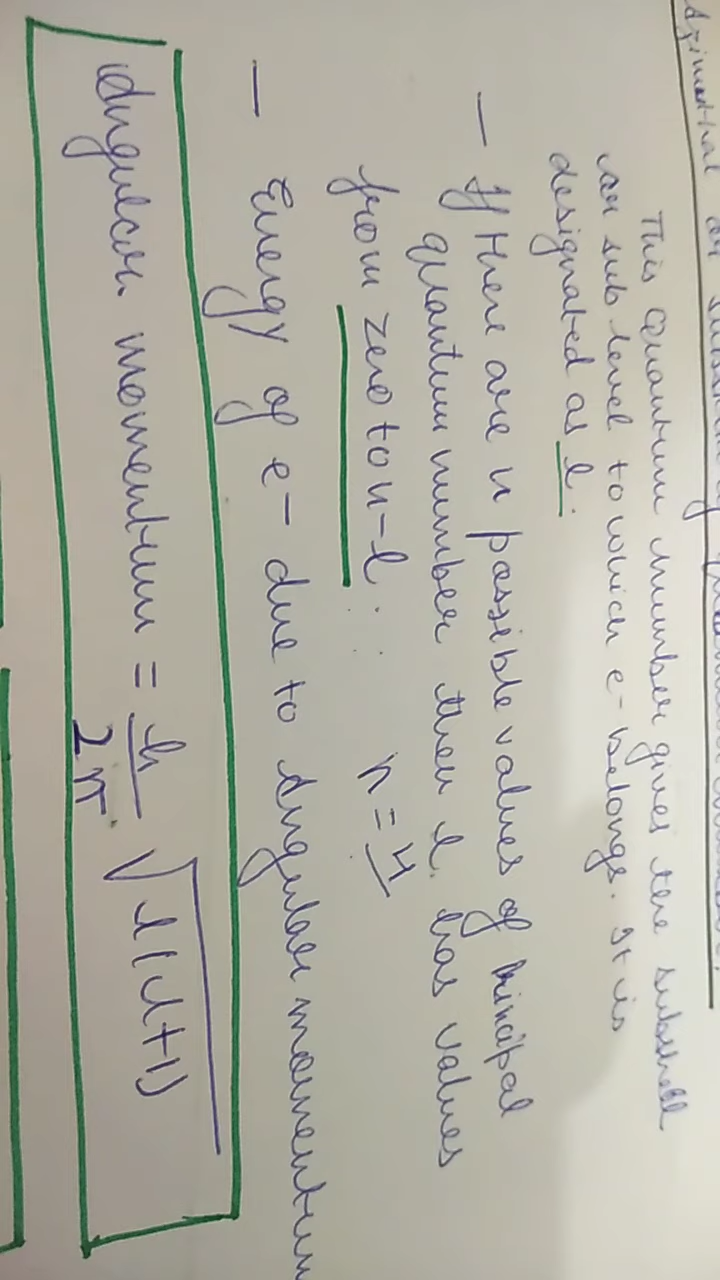 Azimuthal or
This Quantum number gives the subshell
or sub level to which e- belongs. It is
designated as l.
- If there are n possible values of Principal
quantum number then l has values
from zero to n-l. n = 4
- Energy of e- due to Angular momentum
Angular momentum = h/2π √l(l+1)